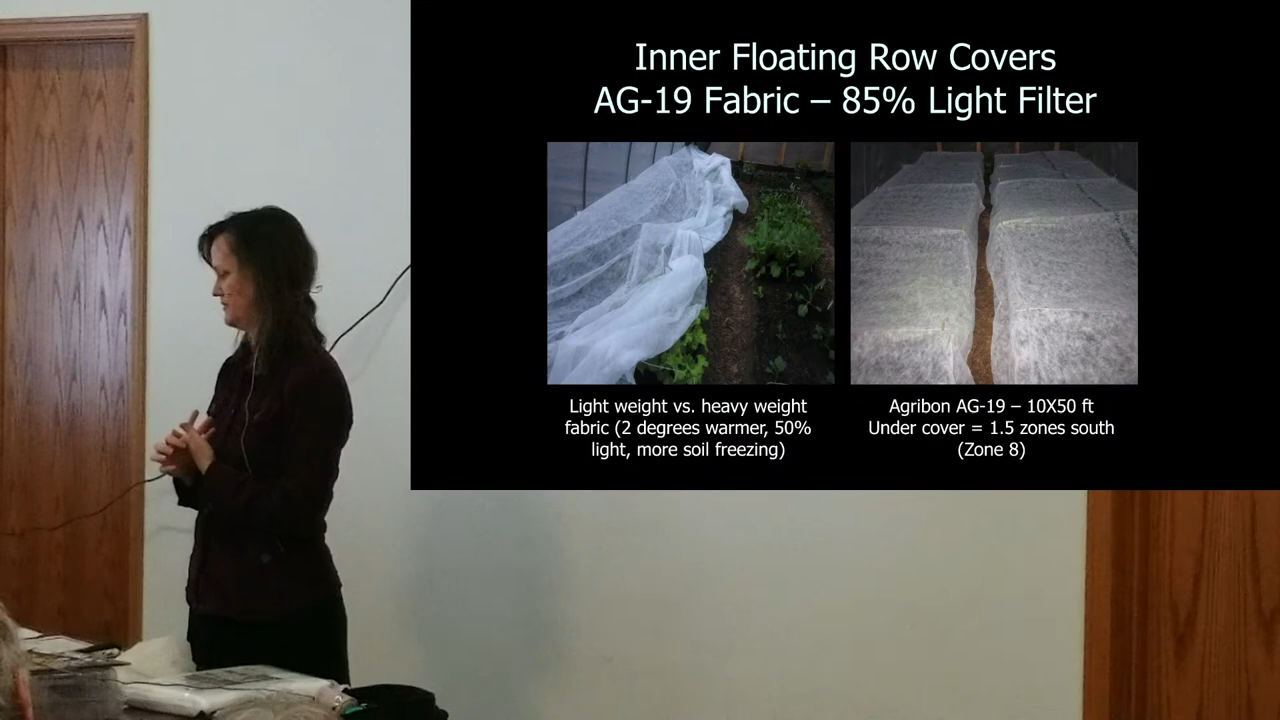 Inner Floating Row Covers
AG-19 Fabric – 85% Light Filter
Light weight vs. heavy weight
fabric (2 degrees warmer, 50%
light, more soil freezing)
Agribon AG-19 – 10X50 ft
Under cover = 1.5 zones south
(Zone 8)